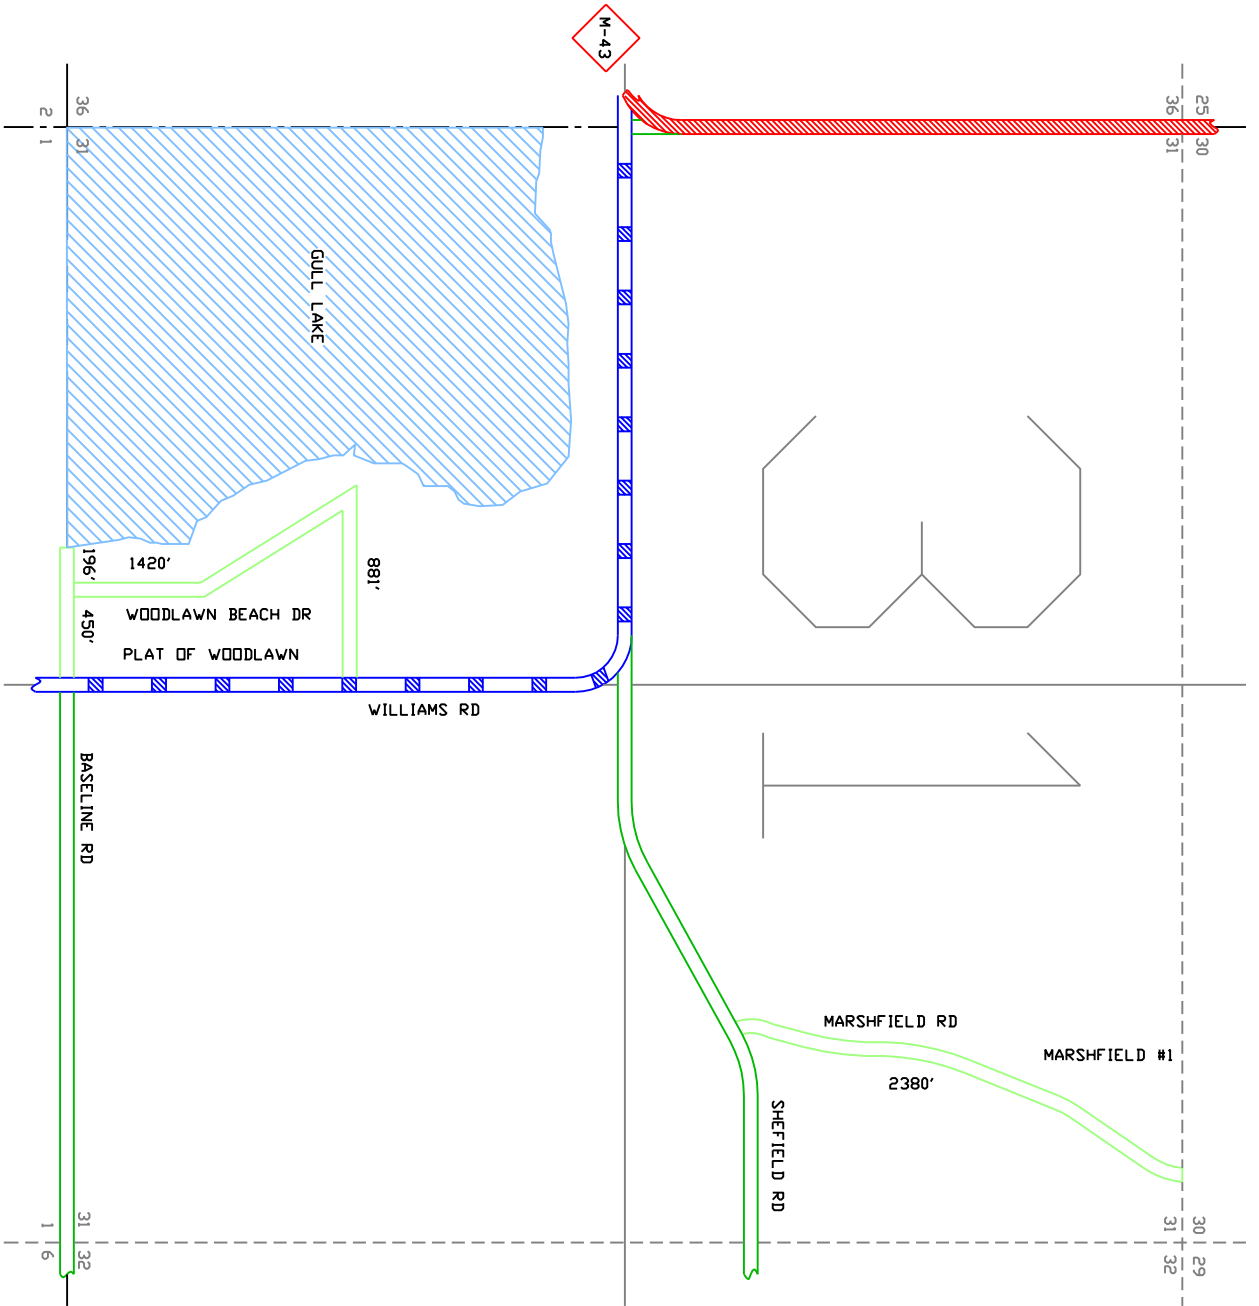 M-43
36
2
31
1
36
25
31
30
GULL LAKE
31
196'
1420'
881'
450'
WOODLAWN BEACH DR
PLAT OF WOODLAWN
WILLIAMS RD
BASELINE RD
MARSHFIELD RD
MARSHFIELD #1
2380'
SHEFIELD RD
31
1
32
6
31
30
32
29